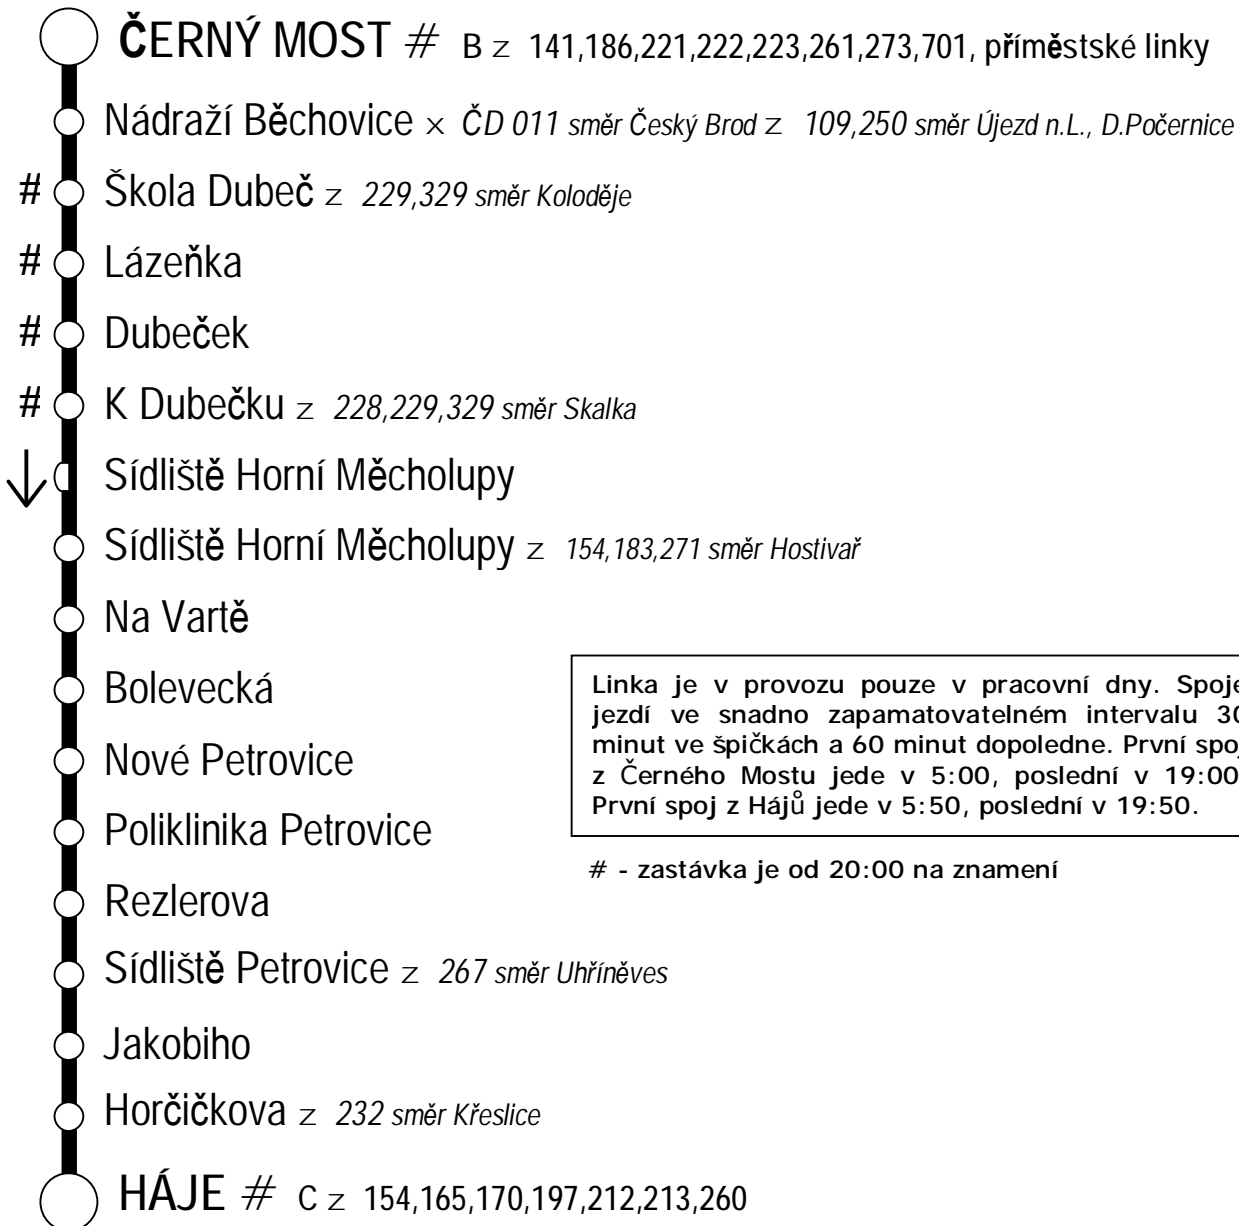 ČERNÝ MOST # B z 141,186,221,222,223,261,273,701, příměstské linky
Nádraží Běchovice × ČD 011 směr Český Brod z 109,250 směr Újezd n.L., D.Počernice
# Škola Dubeč z 229,329 směr Koloděje
# Lázeňka
# Dubeček
# K Dubečku z 228,229,329 směr Skalka
Sídliště Horní Měcholupy
Sídliště Horní Měcholupy z 154,183,271 směr Hostivař
Na Vartě
Bolevecká
Nové Petrovice
Poliklinika Petrovice
Rezlerova
Sídliště Petrovice z 267 směr Uhříněves
Jakobiho
Horčičkova z 232 směr Křeslice
HÁJE # C z 154,165,170,197,212,213,260
Linka je v provozu pouze v pracovní dny. Spoje
jezdí ve snadno zapamatovatelném intervalu 30
minut ve špičkách a 60 minut dopoledne. První spoj
z Černého Mostu jede v 5:00, poslední v 19:00
První spoj z Hájů jede v 5:50, poslední v 19:50.
# - zastávka je od 20:00 na znamení